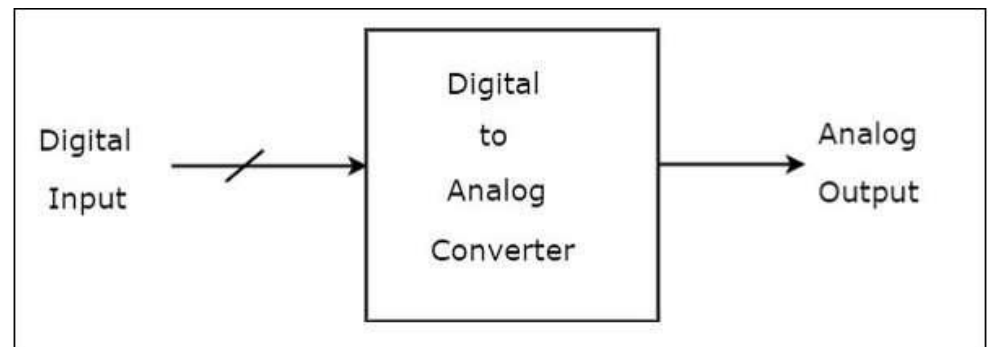 Digital
Input
Digital
to
Analog
Converter
Analog
Output